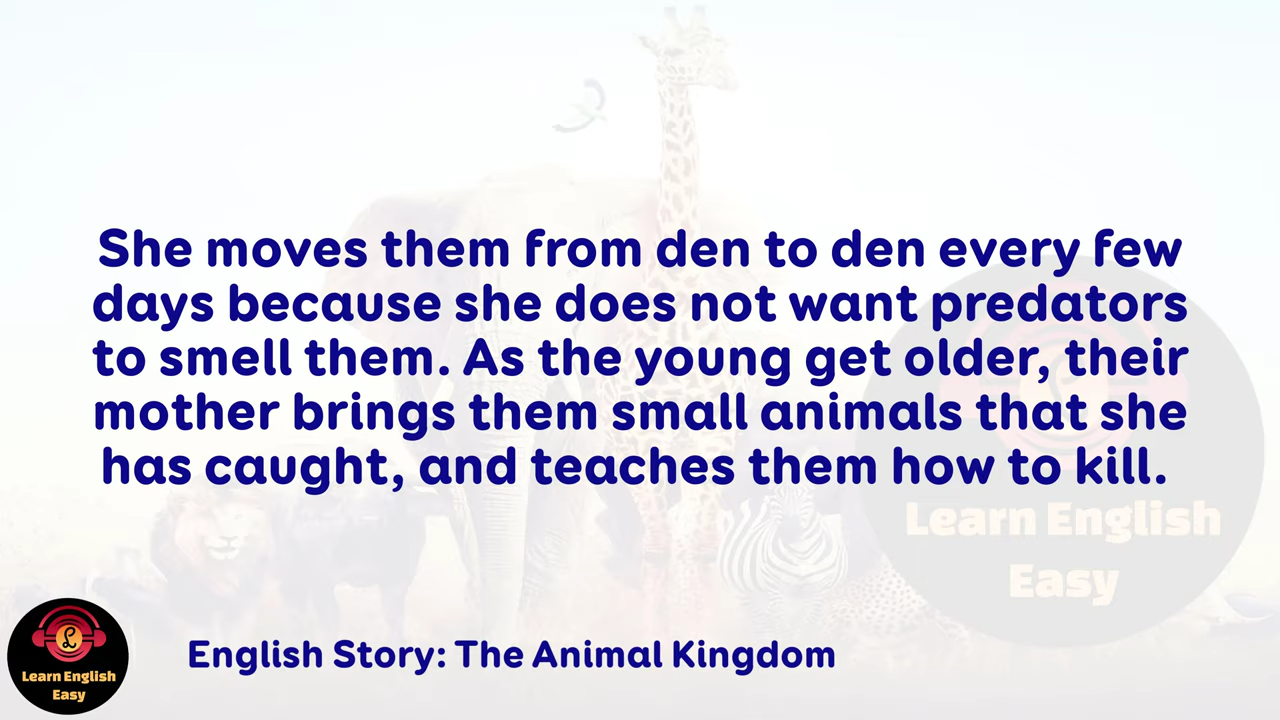 She moves them from den to den every few
days because she does not want predators
to smell them. As the young get older, their
mother brings them small animals that she
has caught, and teaches them how to kill.
Learn English
Easy
English Story: The Animal Kingdom
L
Learn English
Easy